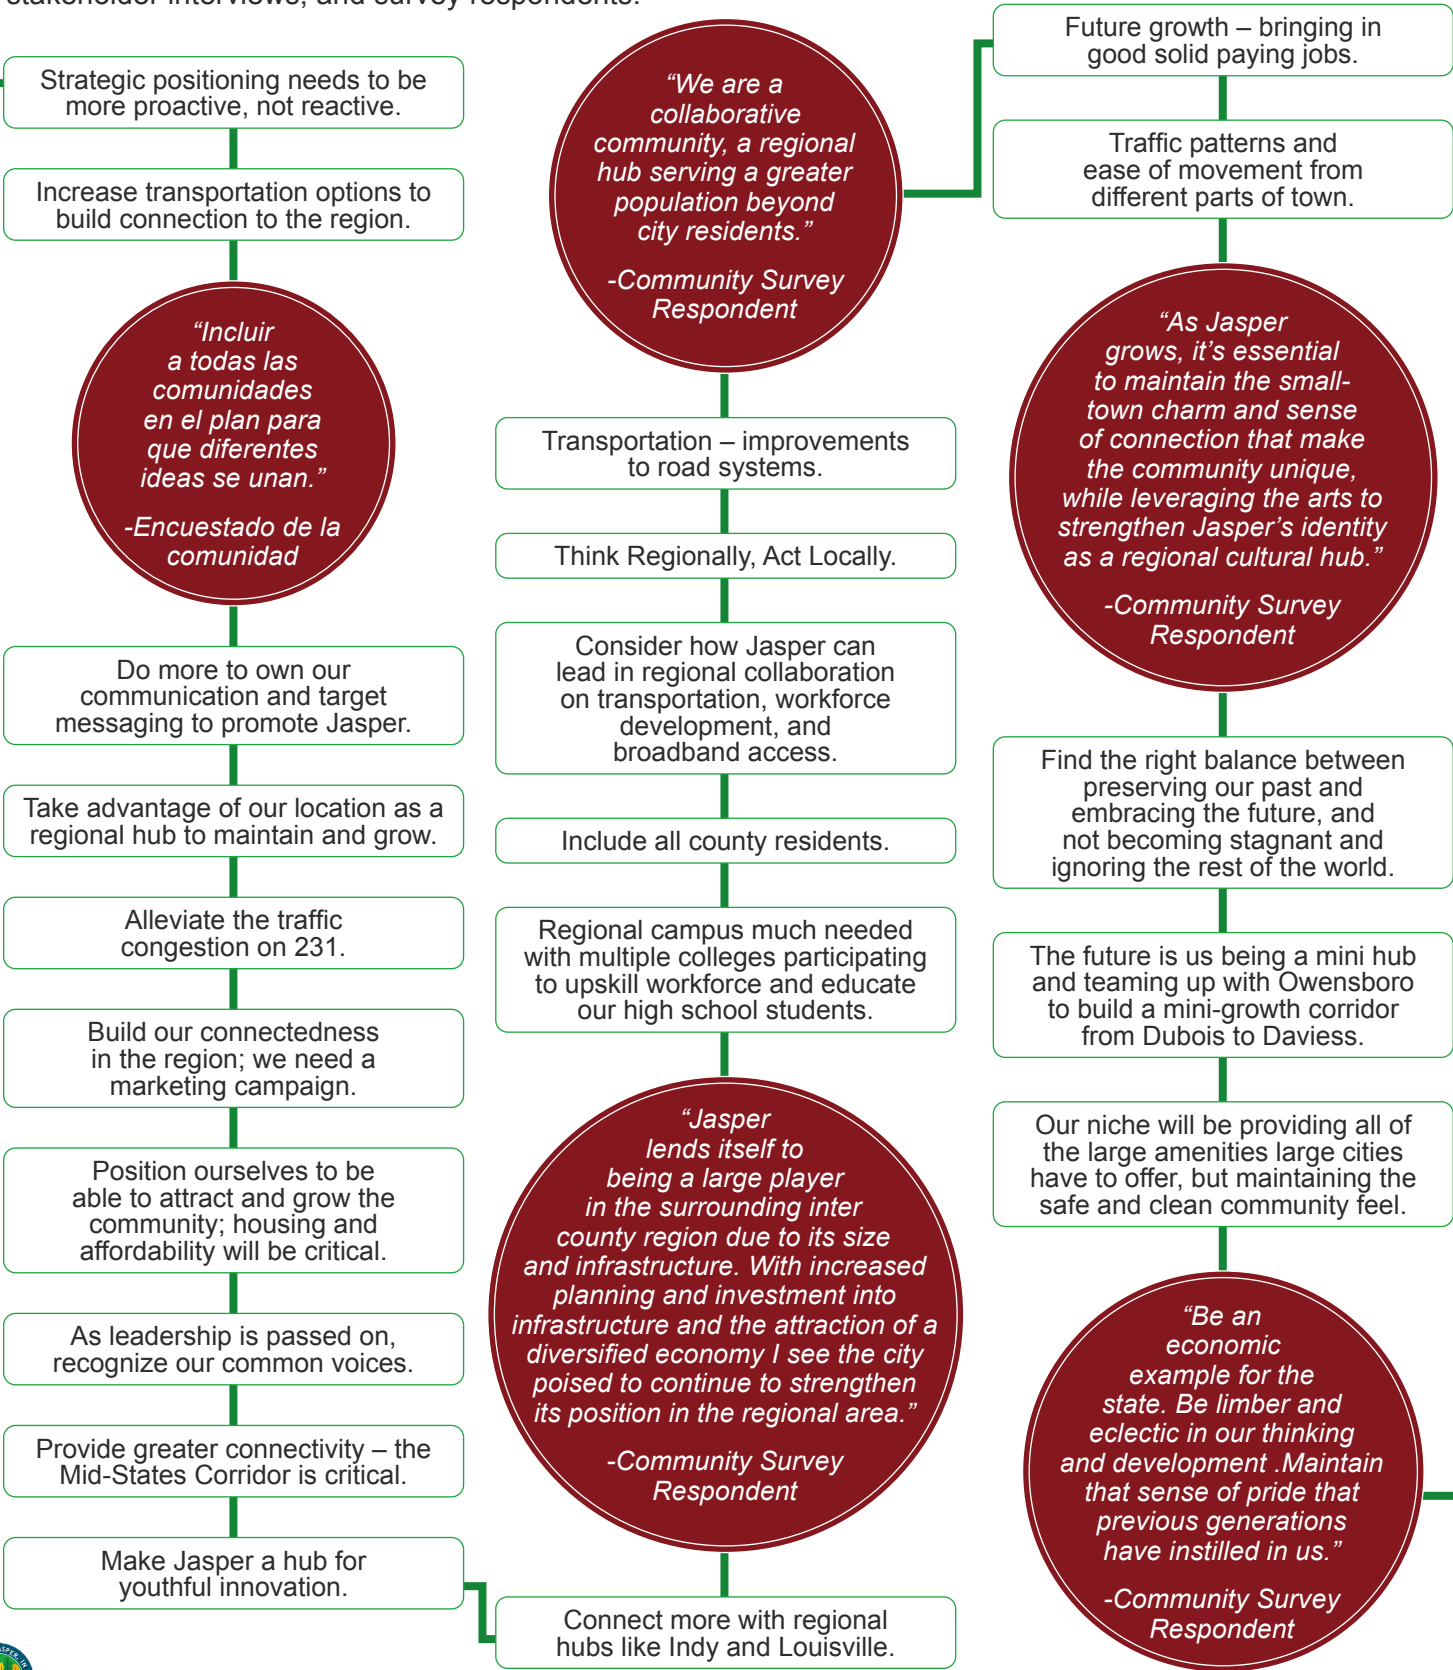 stakeholder interviews, and survey respondents.
Strategic positioning needs to be
more proactive, not reactive.
Increase transportation options to
build connection to the region.
“Incluir
a todas las
comunidades
en el plan para
que diferentes
ideas se unan.”
-Encuestado de la
comunidad
Do more to own our
communication and target
messaging to promote Jasper.
Take advantage of our location as a
regional hub to maintain and grow.
Alleviate the traffic
congestion on 231.
Build our connectedness
in the region; we need a
marketing campaign.
Position ourselves to be
able to attract and grow the
community; housing and
affordability will be critical.
As leadership is passed on,
recognize our common voices.
Provide greater connectivity – the
Mid-States Corridor is critical.
Make Jasper a hub for
youthful innovation.
“We are a
collaborative
community, a regional
hub serving a greater
population beyond
city residents.”
-Community Survey
Respondent
Transportation – improvements
to road systems.
Think Regionally, Act Locally.
Consider how Jasper can
lead in regional collaboration
on transportation, workforce
development, and
broadband access.
Include all county residents.
Regional campus much needed
with multiple colleges participating
to upskill workforce and educate
our high school students.
“Jasper
lends itself to
being a large player
in the surrounding inter
county region due to its size
and infrastructure. With increased
planning and investment into
infrastructure and the attraction of a
diversified economy I see the city
poised to continue to strengthen
its position in the regional area.”
-Community Survey
Respondent
Connect more with regional
hubs like Indy and Louisville.
Future growth – bringing in
good solid paying jobs.
Traffic patterns and
ease of movement from
different parts of town.
“As Jasper
grows, it’s essential
to maintain the small-
town charm and sense
of connection that make
the community unique,
while leveraging the arts to
strengthen Jasper’s identity
as a regional cultural hub.”
-Community Survey
Respondent
Find the right balance between
preserving our past and
embracing the future, and
not becoming stagnant and
ignoring the rest of the world.
The future is us being a mini hub
and teaming up with Owensboro
to build a mini-growth corridor
from Dubois to Daviess.
Our niche will be providing all of
the large amenities large cities
have to offer, but maintaining the
safe and clean community feel.
“Be an
economic
example for the
state. Be limber and
eclectic in our thinking
and development .Maintain
that sense of pride that
previous generations
have instilled in us.”
-Community Survey
Respondent